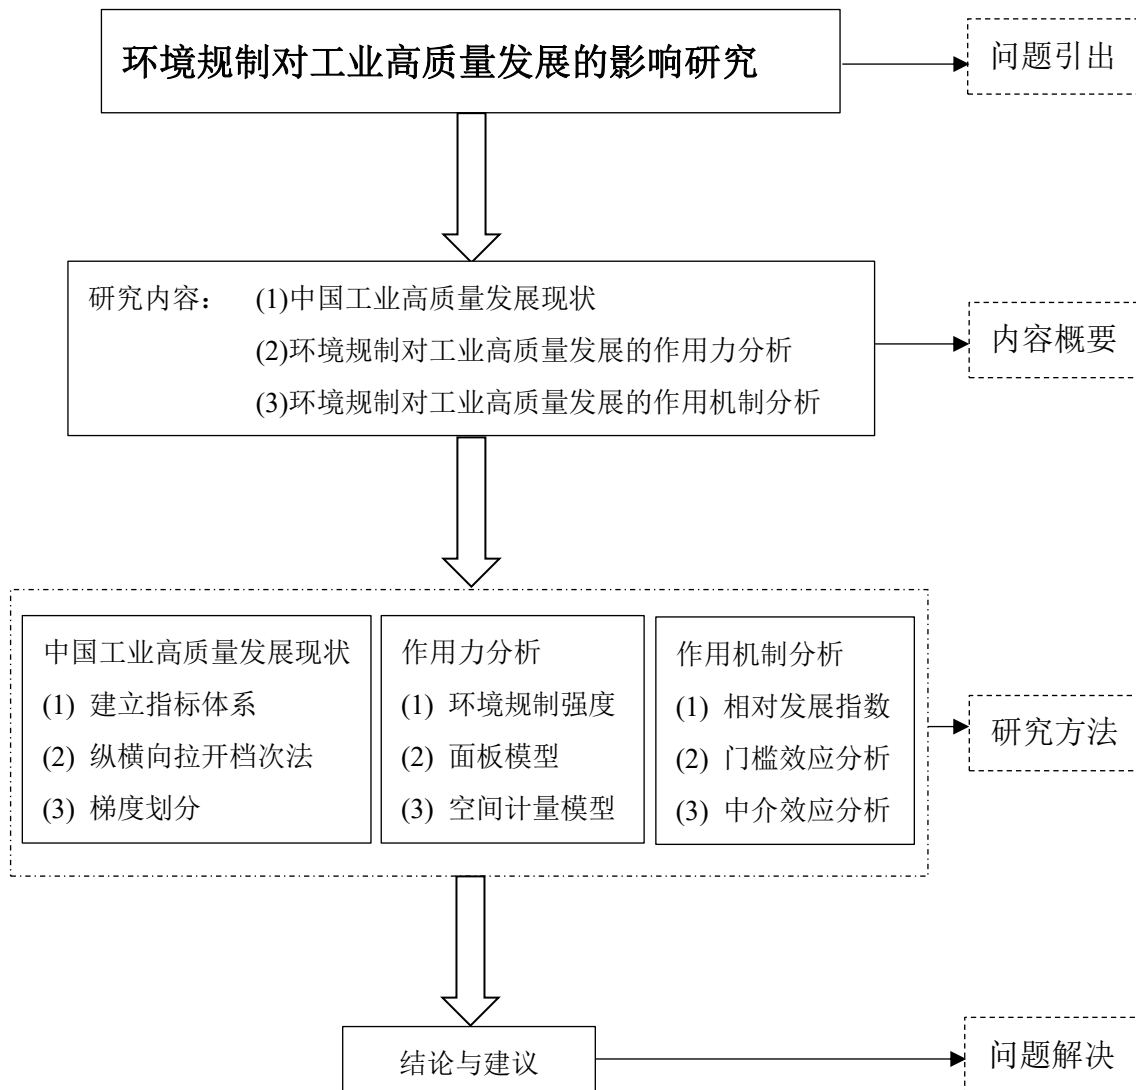 环境规制对工业高质量发展的影响研究
问题引出
研究内容: (1)中国工业高质量发展现状
(2)环境规制对工业高质量发展的作用力分析
(3)环境规制对工业高质量发展的作用机制分析
内容概要
中国工业高质量发展现状
(1) 建立指标体系
(2) 纵横向拉开档次法
(3) 梯度划分
作用力分析
(1) 环境规制强度
(2) 面板模型
(3) 空间计量模型
作用机制分析
(1) 相对发展指数
(2) 门槛效应分析
(3) 中介效应分析
研究方法
结论与建议
问题解决